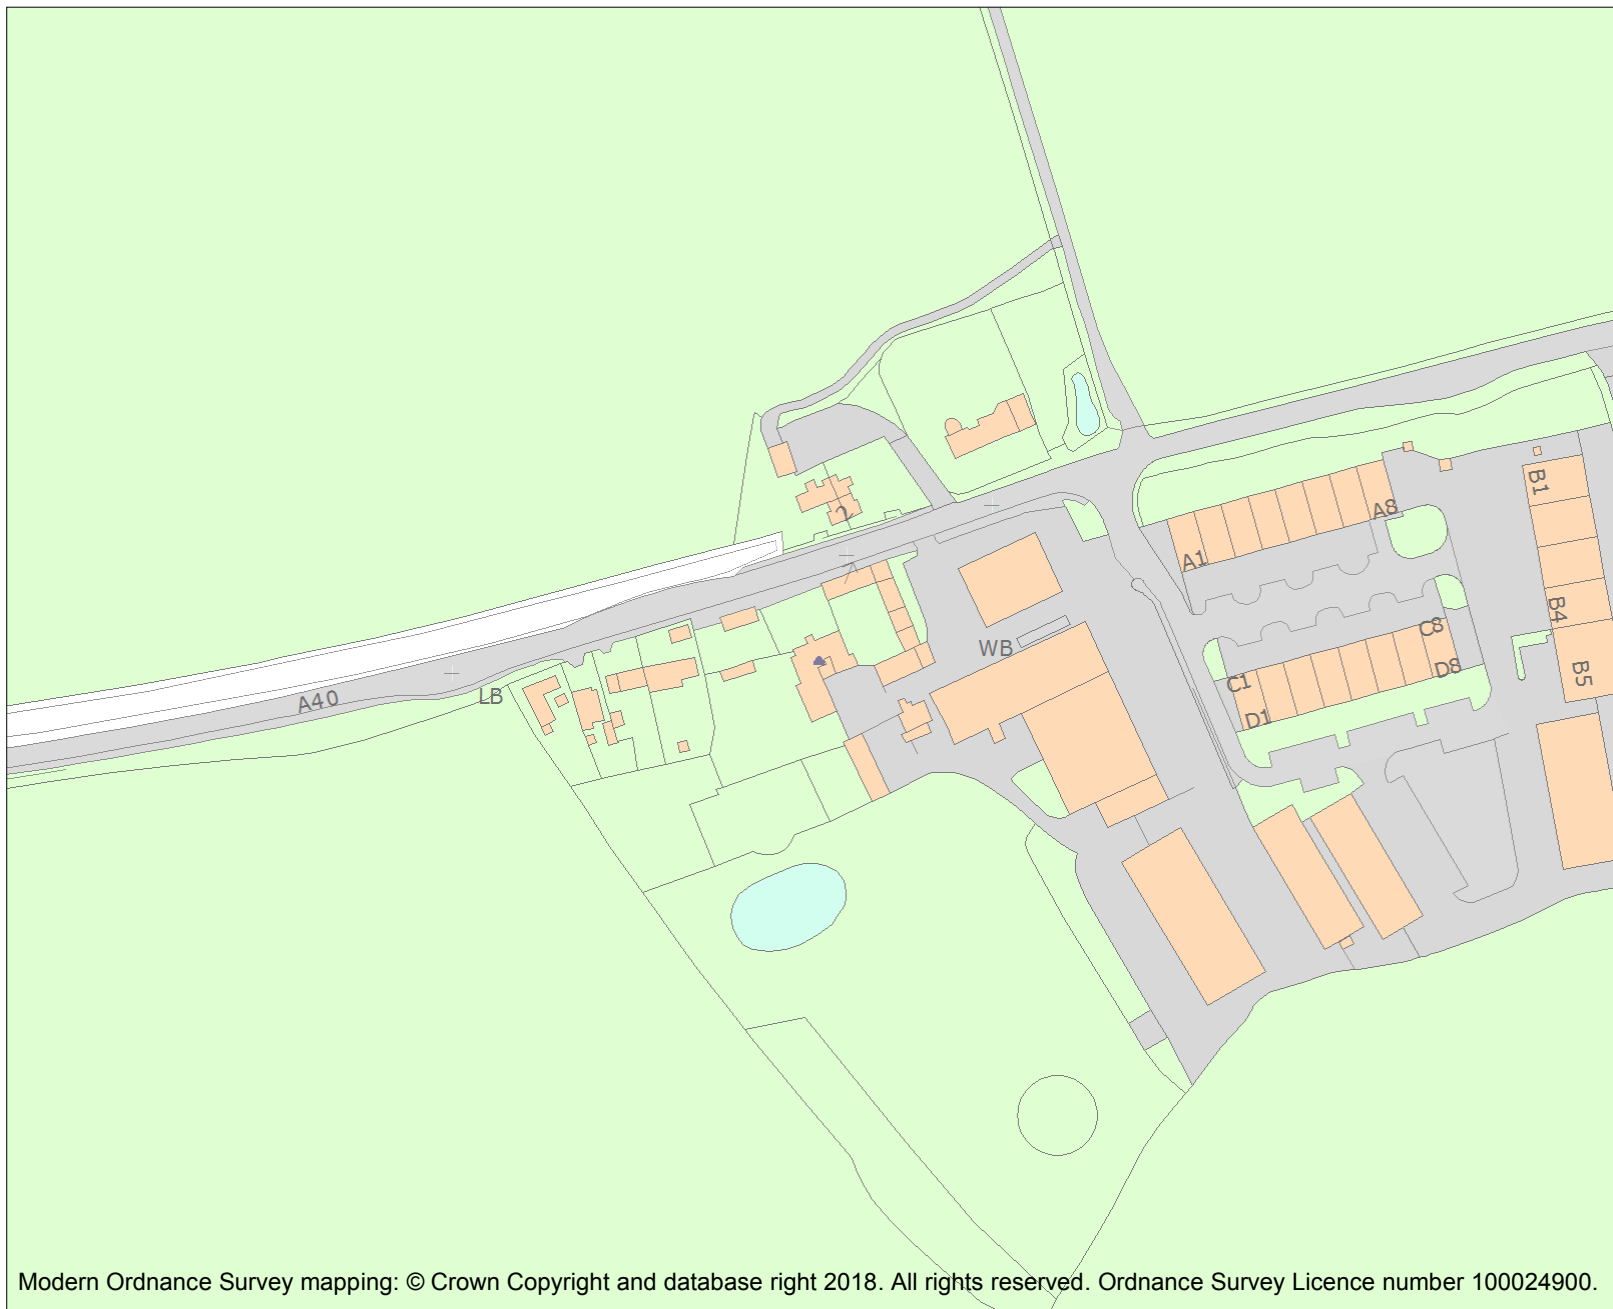 B1
A8
2
A1
B4
C8
WB
D8
B5
C1
LB
A40
D1
Modern Ordnance Survey mapping: © Crown Copyright and database right 2018. All rights reserved. Ordnance Survey Licence number 100024900.